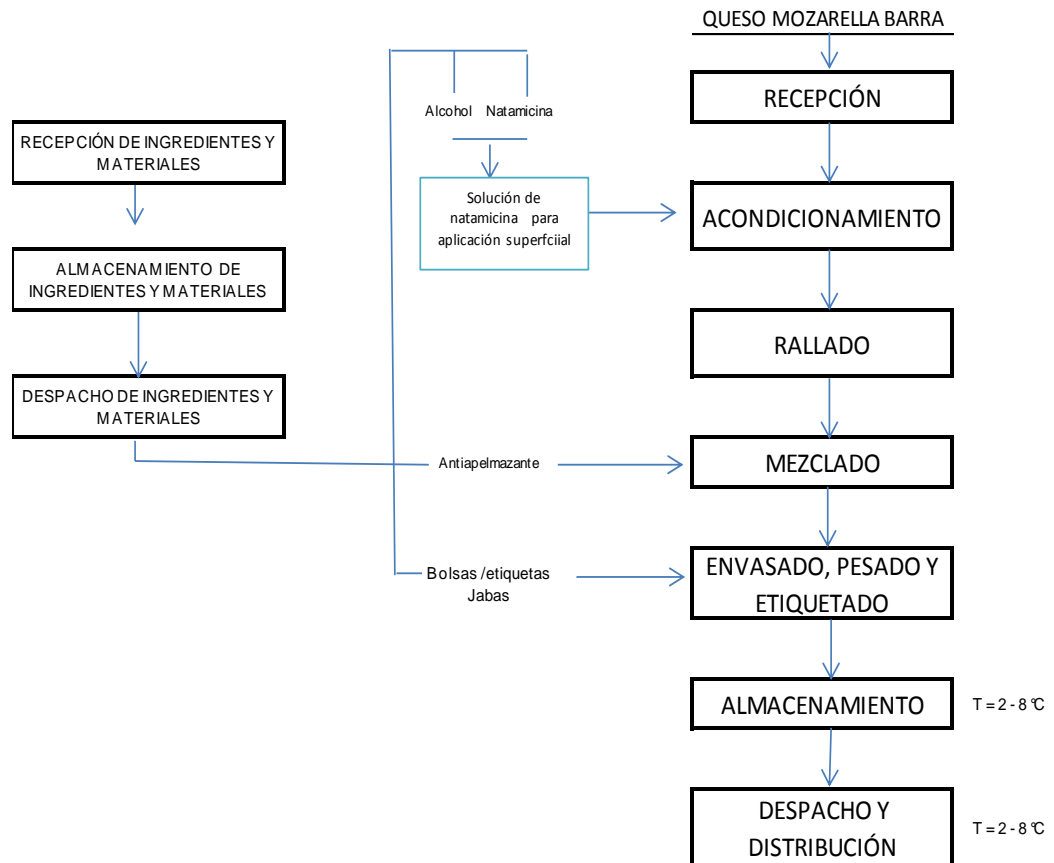 QUESO MOZARELLA BARRA
RECEPCIÓN
Alcohol Natamicina
RECEPCIÓN DE INGREDIENTES Y
MATERIALES
Solución de
natamicina para
aplicación superfciial
ACONDICIONAMIENTO
ALMACENAMIENTO DE
INGREDIENTES Y MATERIALES
RALLADO
DESPACHO DE INGREDIENTES Y
MATERIALES
Antiapelmazante
MEZCLADO
Bolsas /etiquetas
Jabas
ENVASADO, PESADO Y
ETIQUETADO
ALMACENAMIENTO
T = 2 - 8 °C
DESPACHO Y
DISTRIBUCIÓN
T = 2 - 8 °C